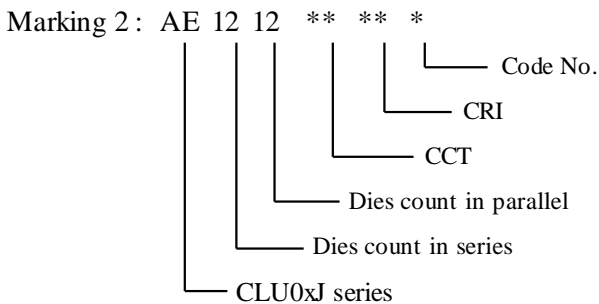 Marking 2 : AE 12 12 ** ** *
Code No.
CRI
CCT
Dies count in parallel
Dies count in series
CLU0xJ series